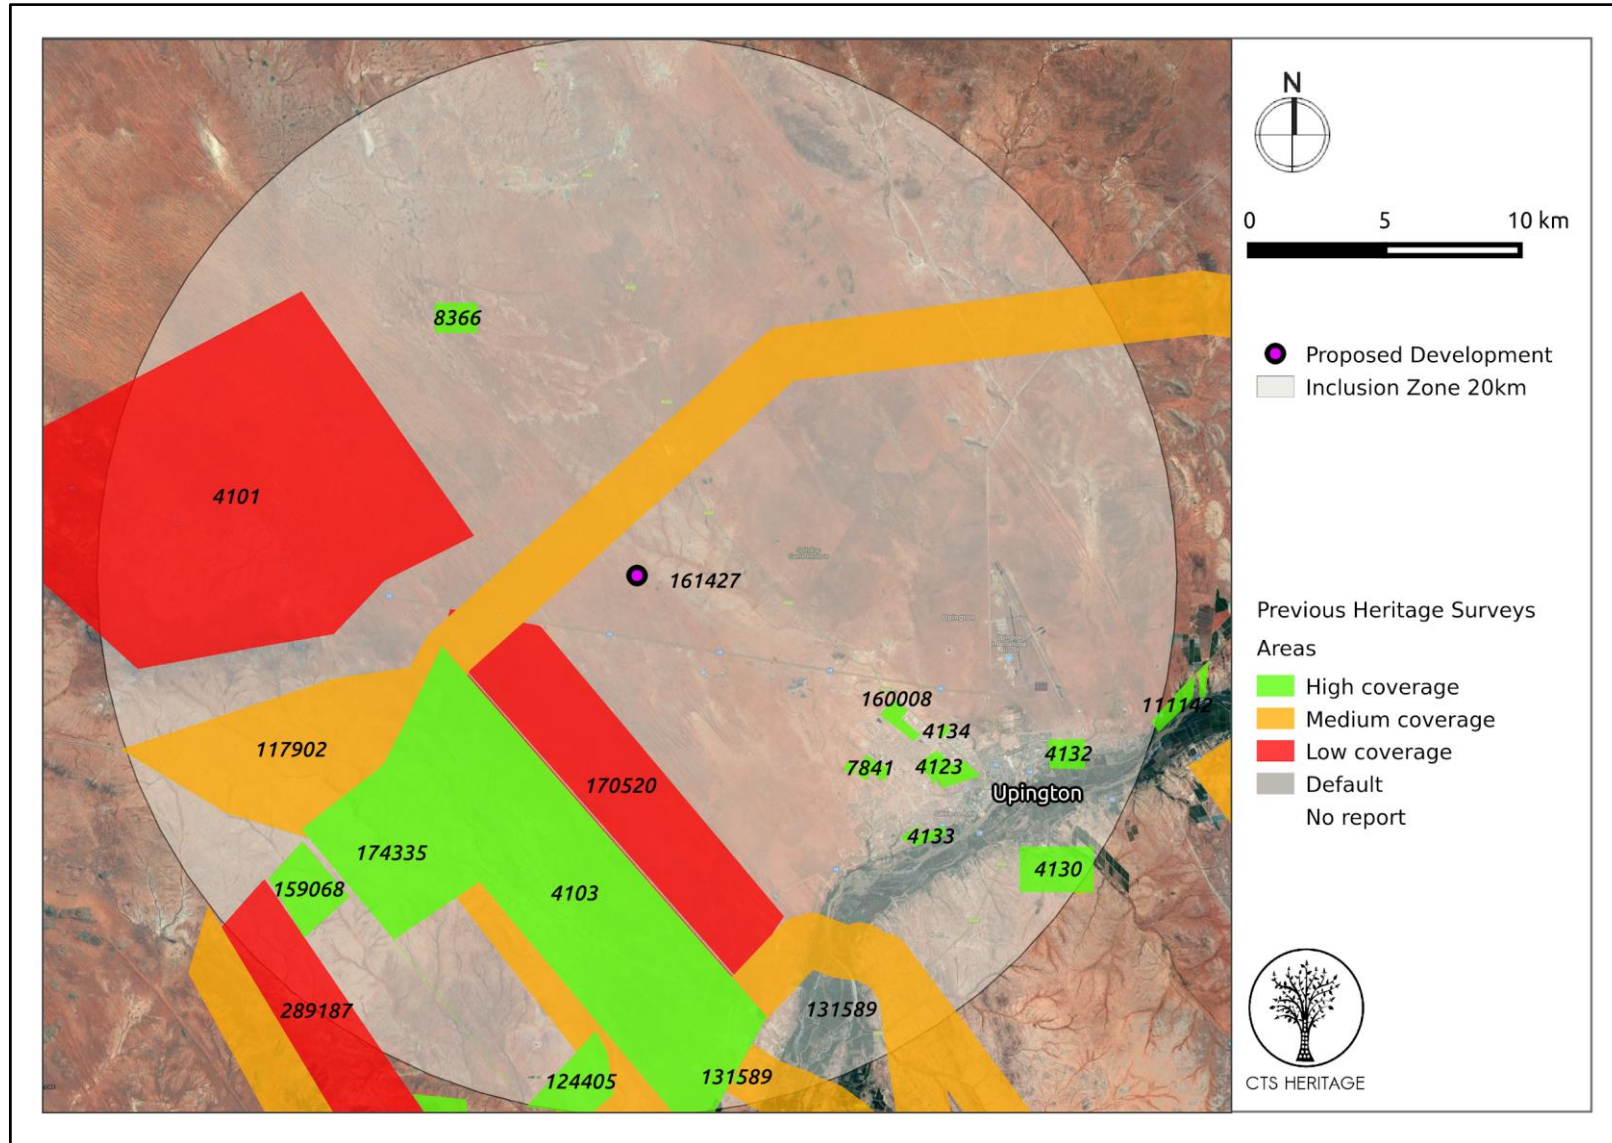 N
0 5 10 km
Proposed Development
Inclusion Zone 20km
Previous Heritage Surveys
Areas
High coverage
Medium coverage
Low coverage
Default
No report
CTS HERITAGE
8366
4101
161427
160008
111142
4134
117902
7841
4123
4132
170520
Upington
4133
174335
4130
159068
4103
289187
131589
124405
131589
Upington